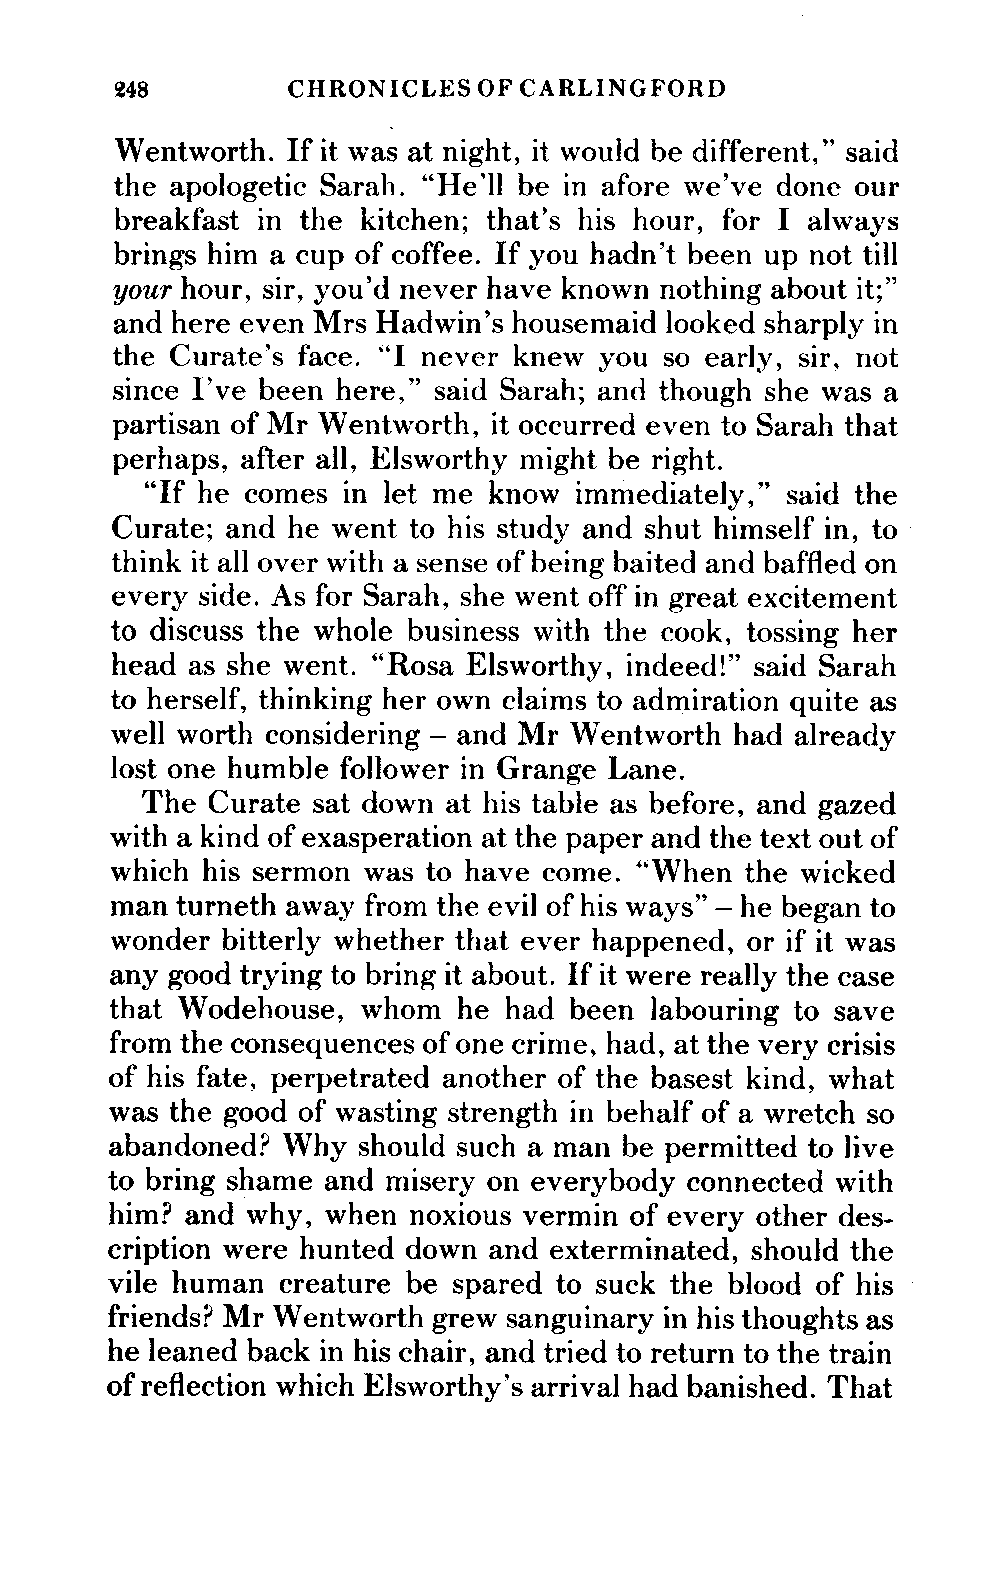 248 CHRONICLES OF CARLINGFORD
Wentworth. If it was at night, it would be different,” said
the apologetic Sarah. “He’ll be in afore we’ve done our
breakfast in the kitchen; that’s his hour, for I always
brings him a cup of coffee. If you hadn’t been up not till
your hour, sir, you’d never have known nothing about it;”
and here even Mrs Hadwin’s housemaid looked sharply in
the Curate’s face. “I never knew you so early, sir, not
since I’ve been here,” said Sarah; and though she was a
partisan of Mr Wentworth, it occurred even to Sarah that
perhaps, after all, Elsworthy might be right.
“If he comes in let me know immediately,” said the
Curate; and he went to his study and shut himself in, to
think it all over with a sense of being baited and baffled on
every side. As for Sarah, she went off in great excitement
to discuss the whole business with the cook, tossing her
head as she went. “Rosa Elsworthy, indeed!” said Sarah
to herself, thinking her own claims to admiration quite as
well worth considering – and Mr Wentworth had already
lost one humble follower in Grange Lane.
The Curate sat down at his table as before, and gazed
with a kind of exasperation at the paper and the text out of
which his sermon was to have come. “When the wicked
man turneth away from the evil of his ways” – he began to
wonder bitterly whether that ever happened, or if it was
any good trying to bring it about. If it were really the case
that Wodehouse, whom he had been labouring to save
from the consequences of one crime, had, at the very crisis
of his fate, perpetrated another of the basest kind, what
was the good of wasting strength in behalf of a wretch so
abandoned? Why should such a man be permitted to live
to bring shame and misery on everybody connected with
him? and why, when noxious vermin of every other des-
cription were hunted down and exterminated, should the
vile human creature be spared to suck the blood of his
friends? Mr Wentworth grew sanguinary in his thoughts as
he leaned back in his chair, and tried to return to the train
of reflection which Elsworthy’s arrival had banished. That